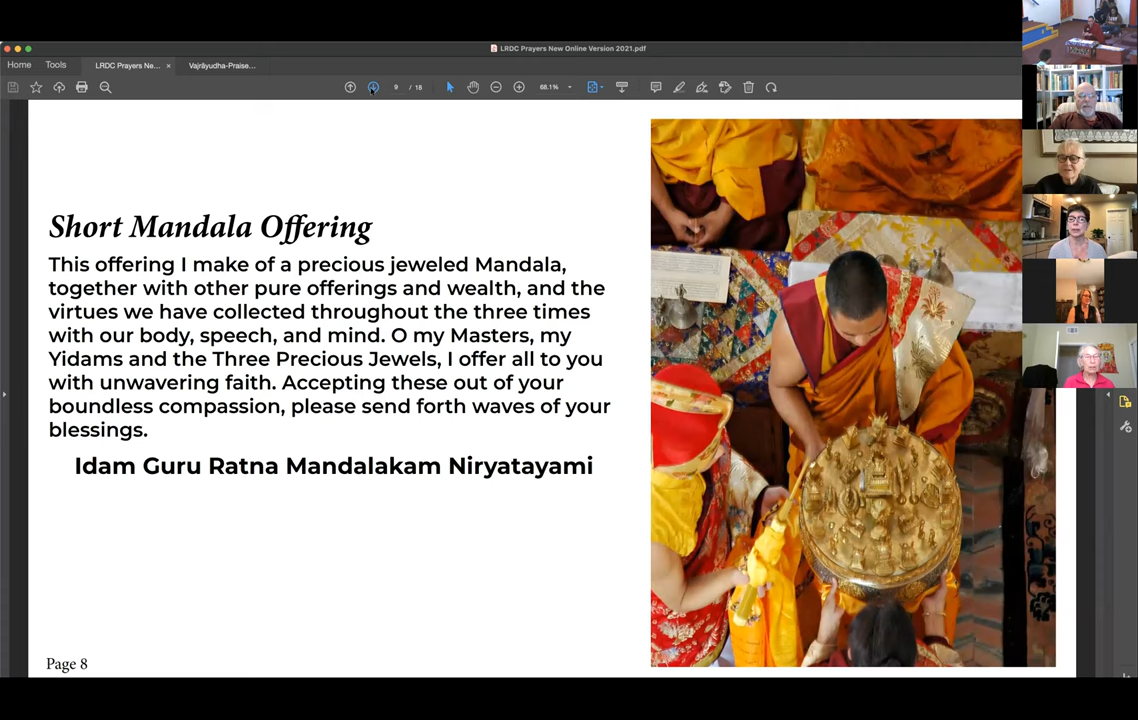 LRDC Prayers New Online Version 2021.pdf
Home Tools LRDC Prayers Ne... × Vajrāyudha-Praise...
9 / 18 68.1%
Short Mandala Offering
This offering I make of a precious jeweled Mandala,
together with other pure offerings and wealth, and the
virtues we have collected throughout the three times
with our body, speech, and mind. O my Masters, my
Yidams and the Three Precious Jewels, I offer all to you
with unwavering faith. Accepting these out of your
boundless compassion, please send forth waves of your
blessings.
Idam Guru Ratna Mandalakam Niryatayami
Page 8